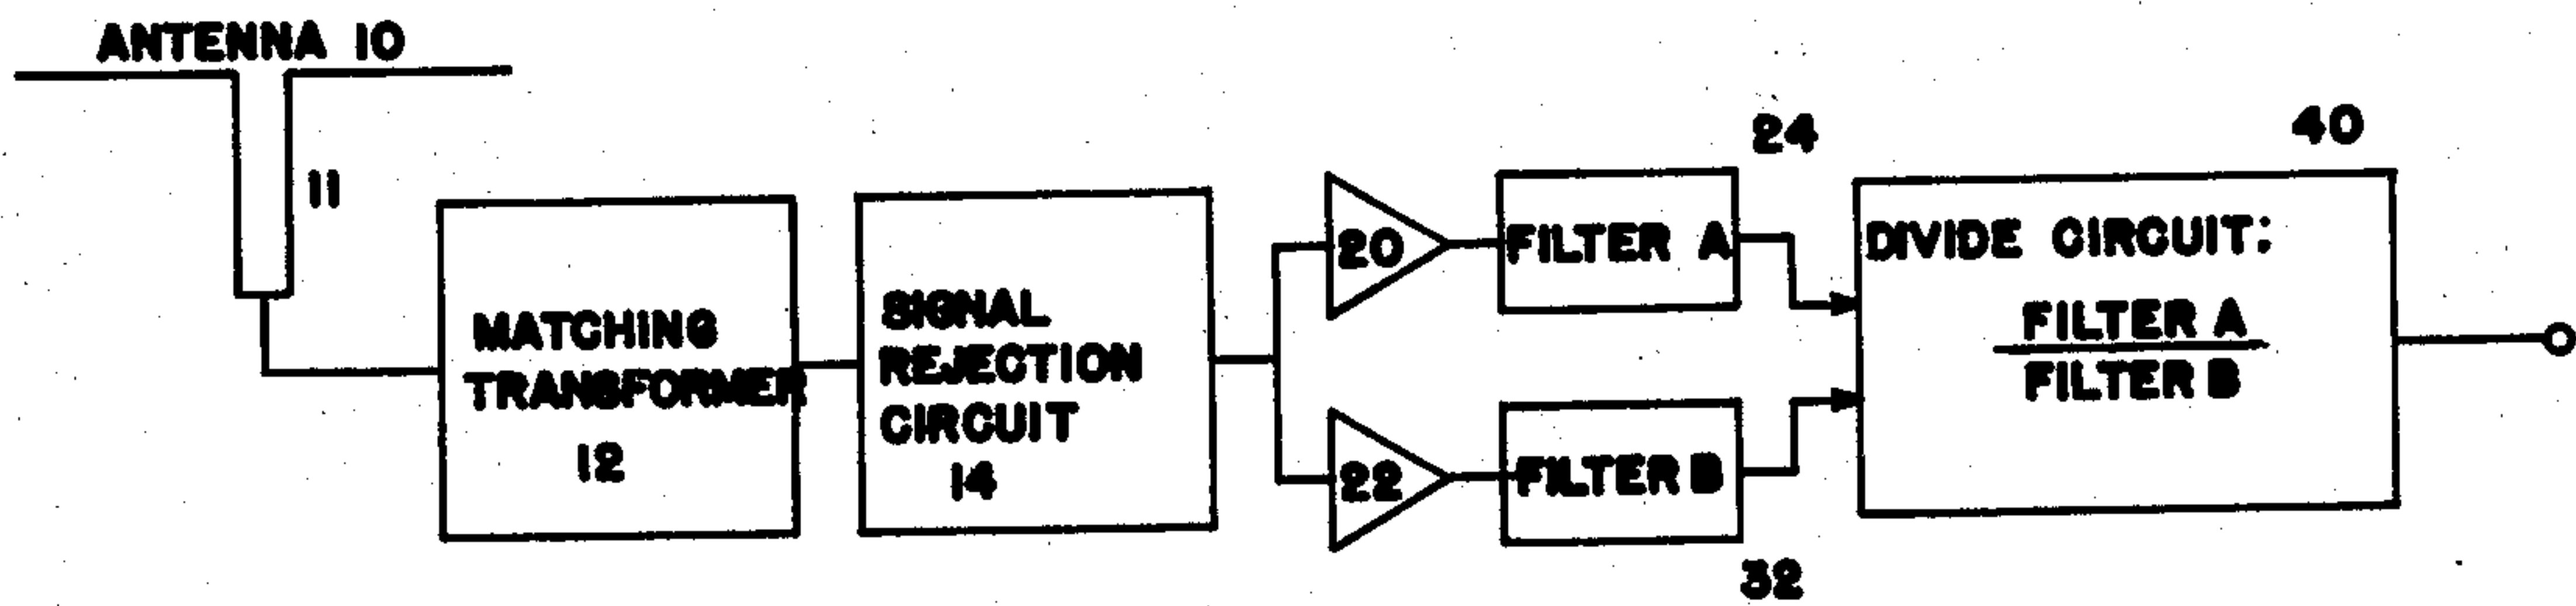 ANTENNA 10
11
MATCHING
TRANSFORMER
12
SIGNAL
REJECTION
CIRCUIT
14
20
22
24
FILTER A
FILTER B
32
40
DIVIDE CIRCUIT:
FILTER A
FILTER B